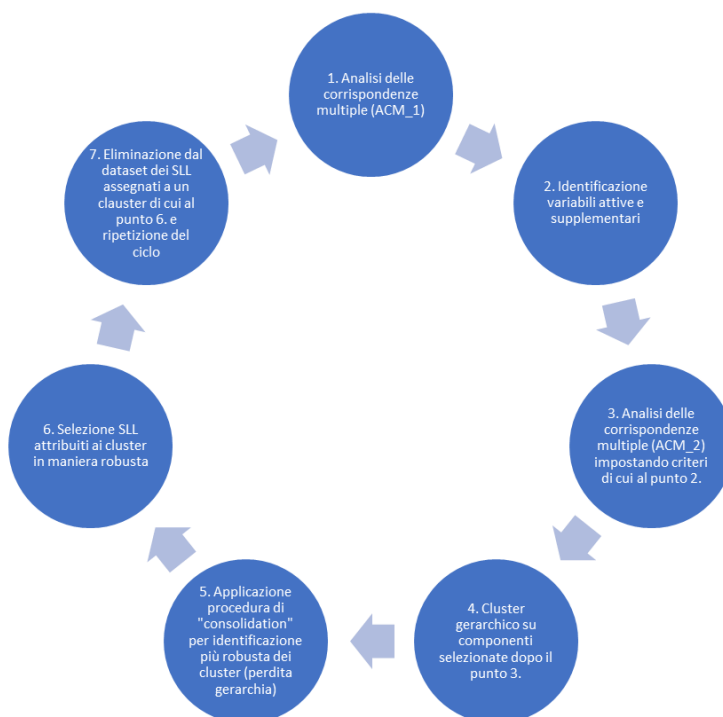 1. Analisi delle
corrispondenze
multiple (ACM_1)
2. Identificazione
variabili attive e
supplementari
3. Analisi delle
corrispondenze
multiple (ACM_2)
impostando criteri
di cui al punto 2.
4. Cluster
gerarchico su
componenti
selezionate dopo il
punto 3.
5. Applicazione
procedura di
"consolidation"
per identificazione
più robusta dei
cluster (perdita
gerarchia)
6. Selezione SLL
attribuiti ai cluster
in maniera robusta
7. Eliminazione dal
dataset dei SLL
assegnati a un
clauster di cui al
punto 6. e
ripetizione del
ciclo